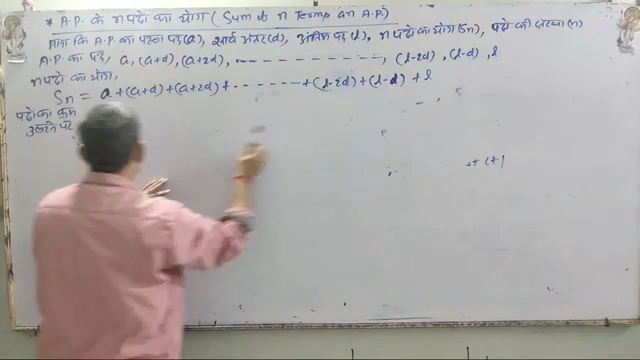 * A.P. के n पदो का योग ( Sum of n Terms an A.P.)
माना कि A.P. का पहला पद (a), सार्व अंतर (d), अंतिम पद (l), n पदो का योग (Sn), पदो की संख्या (n)
A.P. का पद, a, (a+d), (a+2d), -----------, (l-2d), (l-d), l
n पदो का योग,
Sn = a + (a+d) + (a+2d) + ------- + (l-2d) + (l-d) + l
पदो का क्रम
उलटने पर